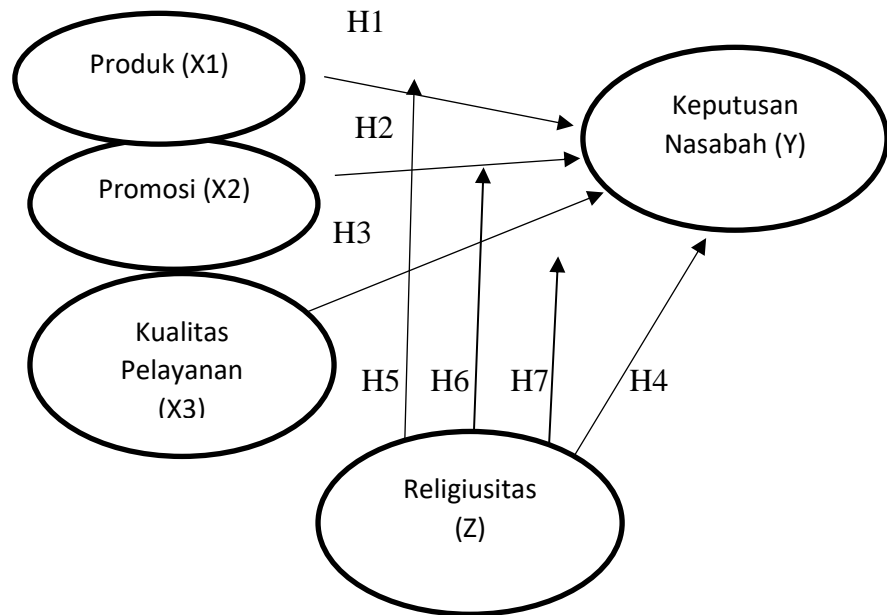 H1
Produk (X1)
H2
Keputusan
Nasabah (Y)
Promosi (X2)
H3
Kualitas
Pelayanan
(X3)
H5
H6
H7
H4
Religiusitas
(Z)